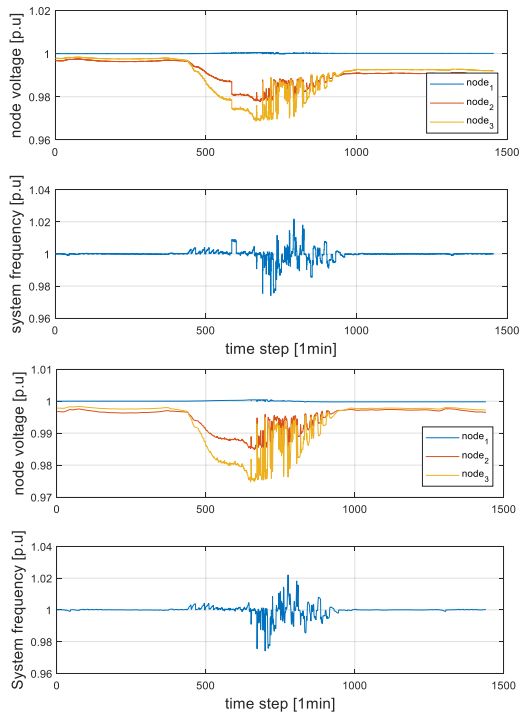 1.02
1
0.98
0.96
node voltage [p.u]
node1
node2
node3
0
500
1000
1500
1.04
1.02
1
0.98
0.96
system frequency [p.u]
0
500
1000
1500
time step [1min]
1.01
1
0.99
0.98
0.97
node voltage [p.u]
node1
node2
node3
0
500
1000
1500
1.04
1.02
1
0.98
0.96
System frequency [p.u]
0
500
1000
1500
time step [1min]